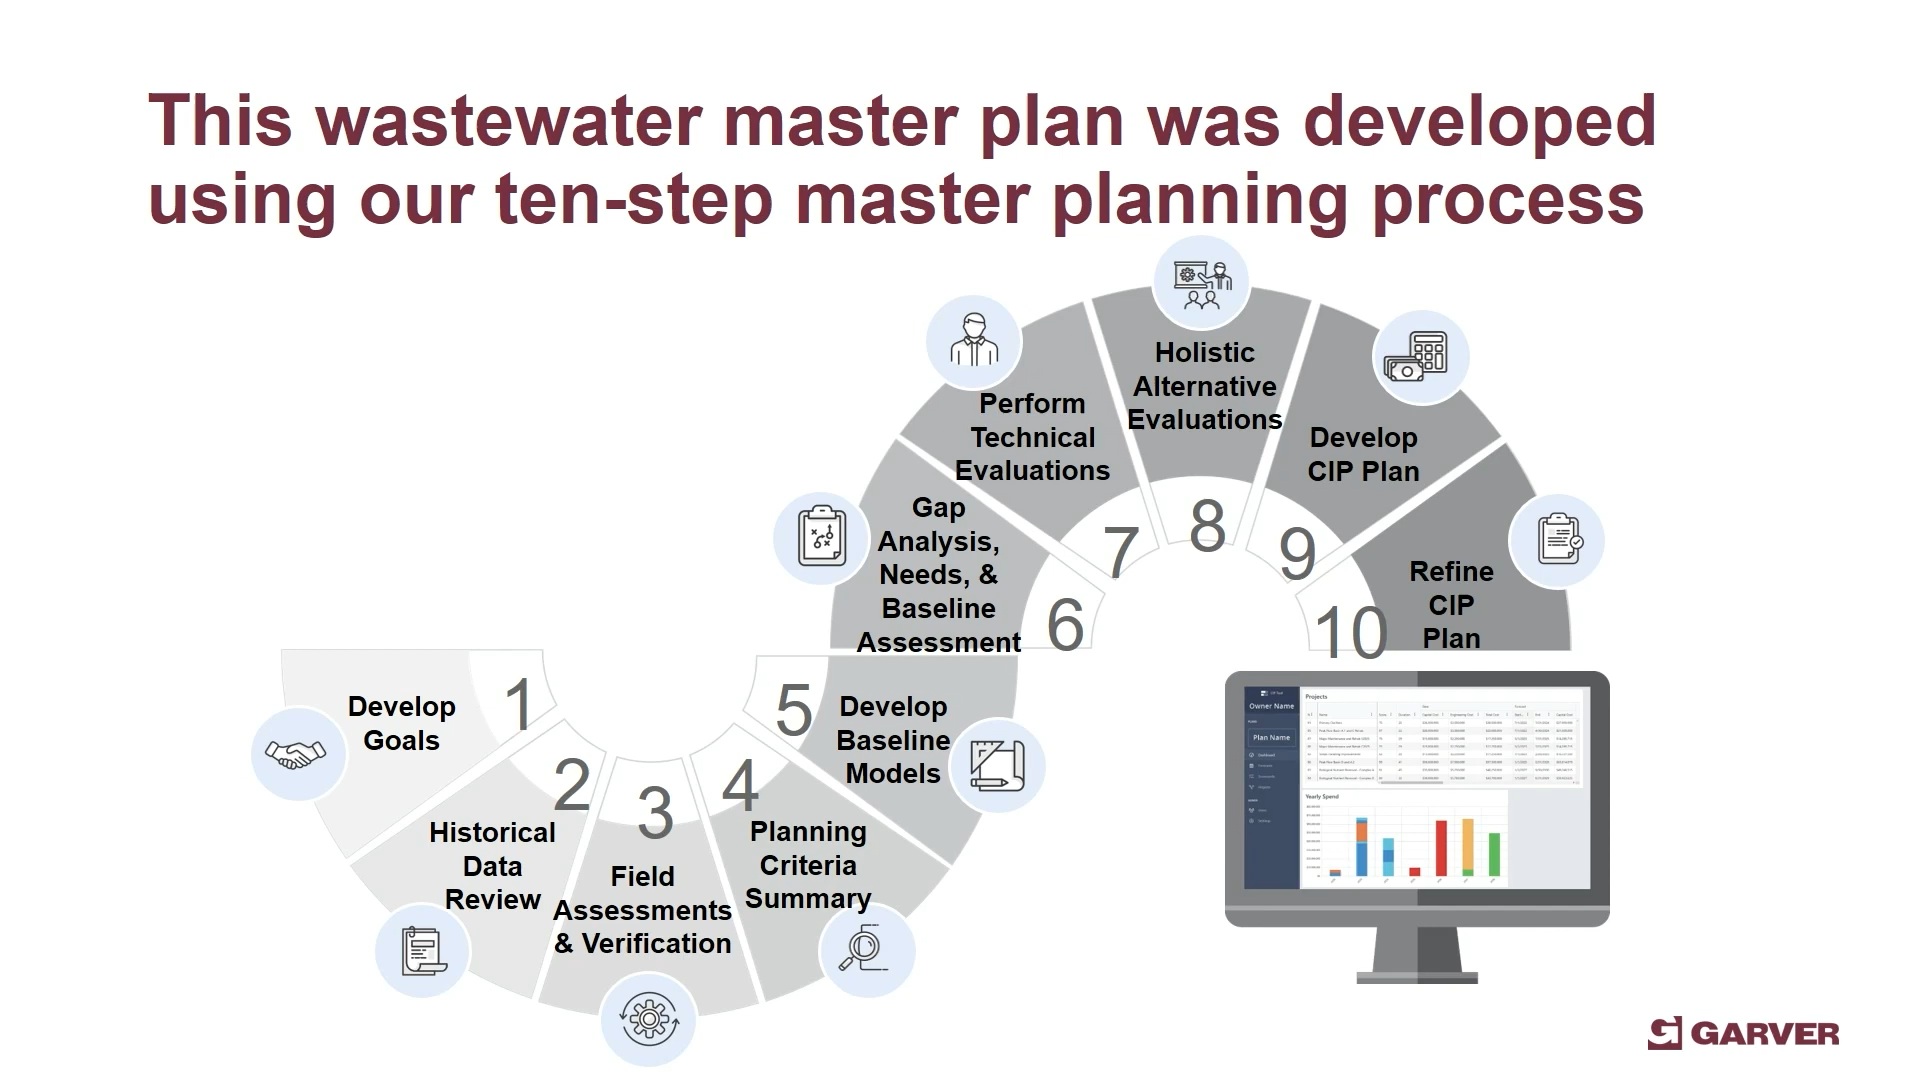 This wastewater master plan was developed
using our ten-step master planning process
1
Develop
Goals
2
Historical
Data
Review
3
Field
Assessments
& Verification
4
Planning
Criteria
Summary
5
Develop
Baseline
Models
6
Gap
Analysis,
Needs, &
Baseline
Assessment
7
Perform
Technical
Evaluations
8
Holistic
Alternative
Evaluations
9
Develop
CIP Plan
10
Refine
CIP
Plan
Owner Name
Plan Name
Projects
Yearly Spend
GARVER